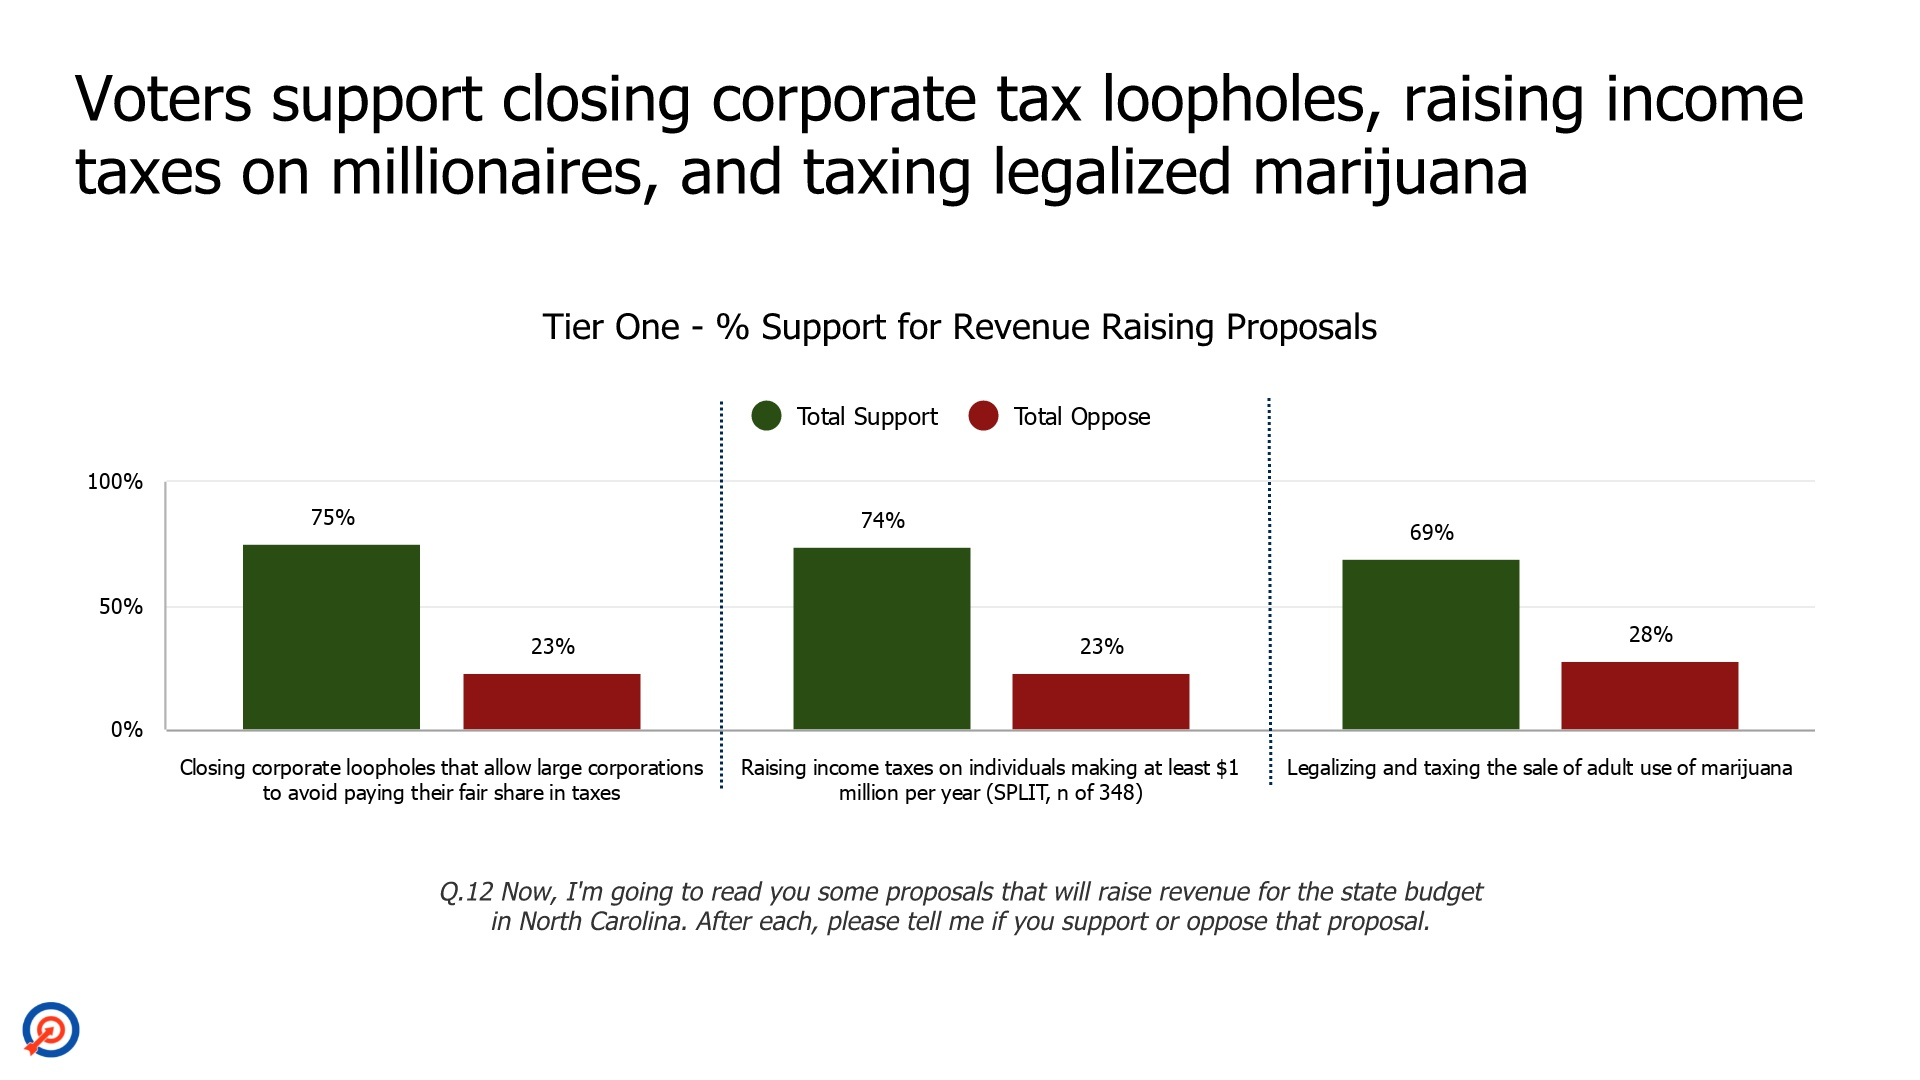 Voters support closing corporate tax loopholes, raising income
taxes on millionaires, and taxing legalized marijuana
Tier One - % Support for Revenue Raising Proposals
Total Support
Total Oppose
100%
50%
0%
75%
23%
74%
23%
69%
28%
Closing corporate loopholes that allow large corporations
to avoid paying their fair share in taxes
Raising income taxes on individuals making at least $1
million per year (SPLIT, n of 348)
Legalizing and taxing the sale of adult use of marijuana
Q.12 Now, I'm going to read you some proposals that will raise revenue for the state budget
in North Carolina. After each, please tell me if you support or oppose that proposal.